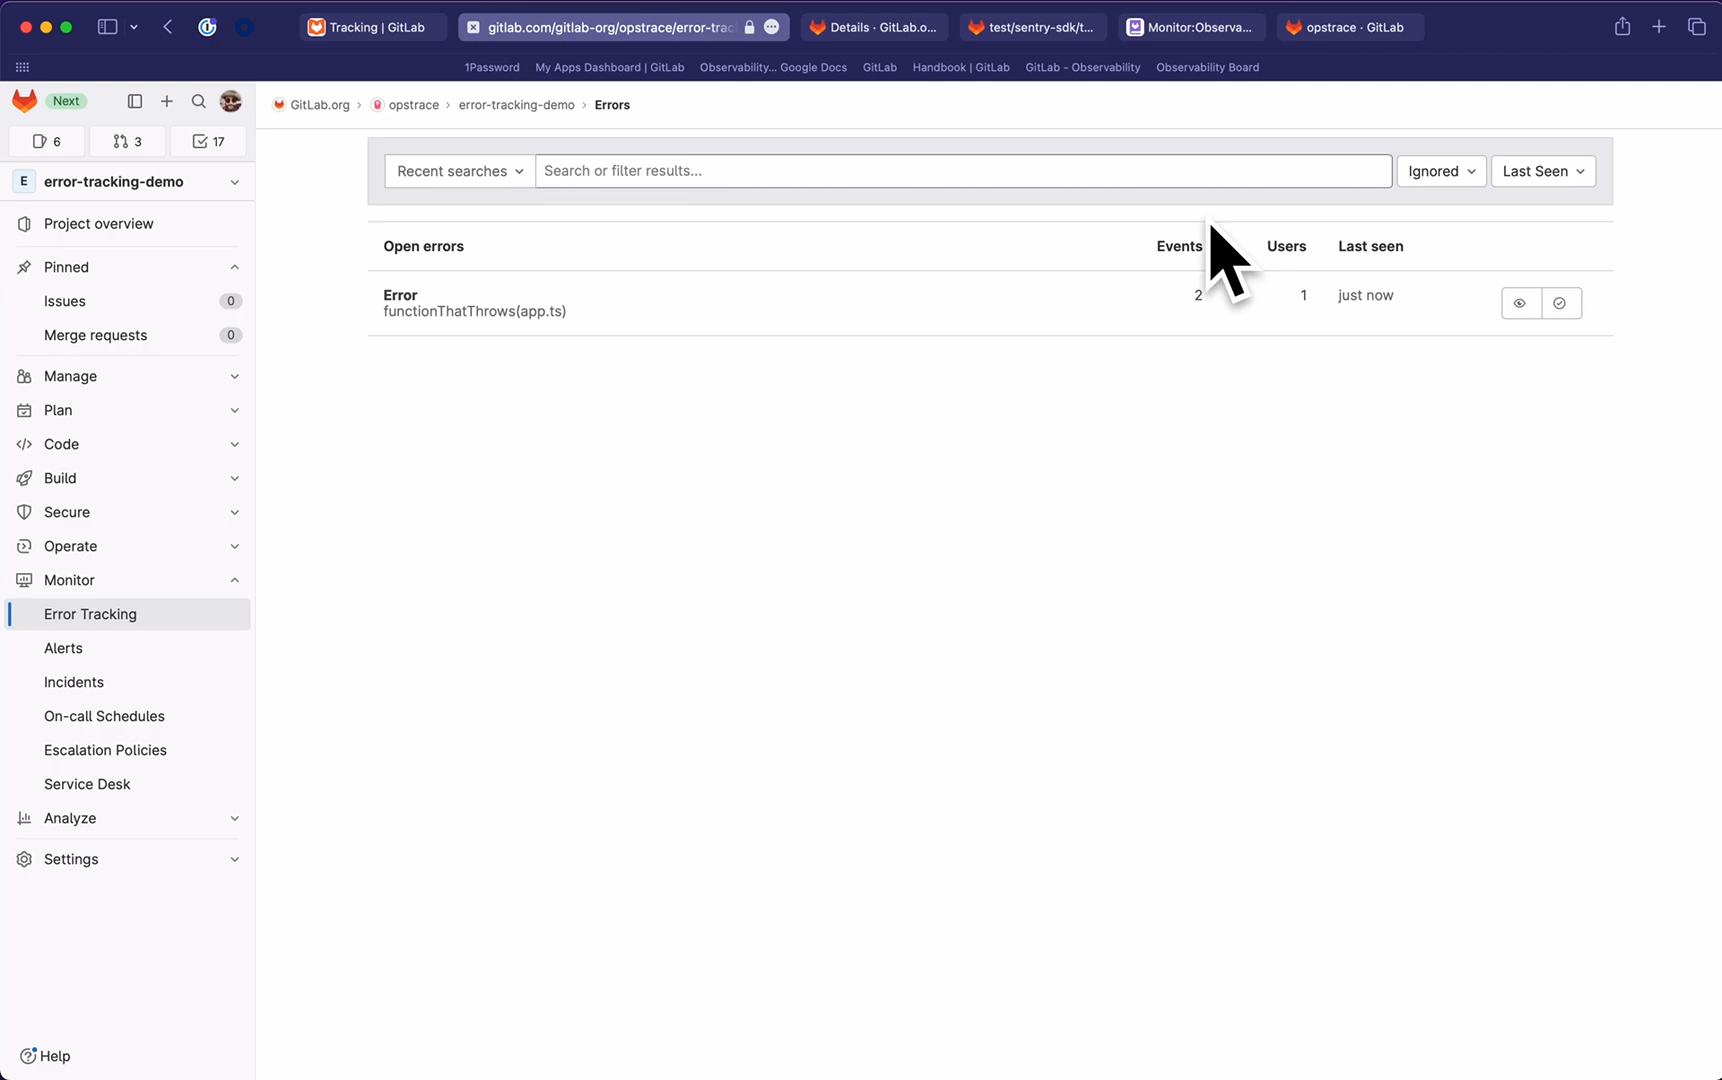 Tracking | GitLab
gitlab.com/gitlab-org/opstrace/error-trac
Details · GitLab.o...
test/sentry-sdk/t...
Monitor:Observa...
opstrace · GitLab
1Password
My Apps Dashboard | GitLab
Observability... Google Docs
GitLab
Handbook | GitLab
GitLab - Observability
Observability Board
Next
6
3
17
E error-tracking-demo
Project overview
Pinned
Issues 0
Merge requests 0
Manage
Plan
Code
Build
Secure
Operate
Monitor
Error Tracking
Alerts
Incidents
On-call Schedules
Escalation Policies
Service Desk
Analyze
Settings
Help
GitLab.org › opstrace › error-tracking-demo › Errors
Recent searches
Search or filter results...
Ignored
Last Seen
Open errors Events Users Last seen
Error 2 1 just now
functionThatThrows(app.ts)